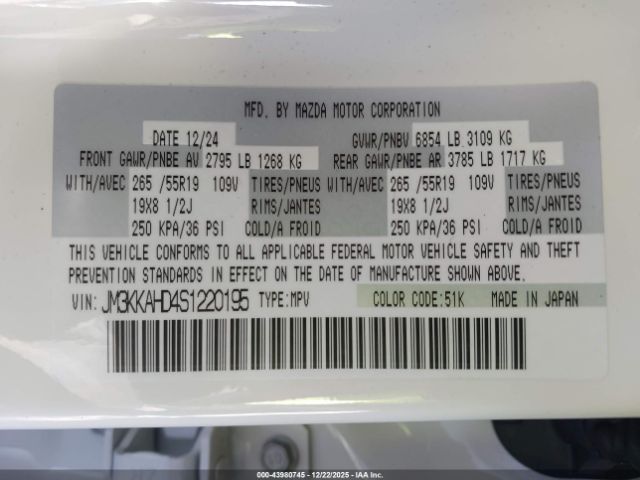 MFD. BY MAZDA MOTOR CORPORATION
DATE 12/24 GVWR/PNBV 6854 LB 3109 KG
FRONT GAWR/PNBE AV 2795 LB 1268 KG REAR GAWR/PNBE AR 3785 LB 1717 KG
WITH/AVEC 265 /55R19 109V TIRES/PNEUS WITH/AVEC 265 /55R19 109V TIRES/PNEUS
19X8 1/2J RIMS/JANTES 19X8 1/2J RIMS/JANTES
250 KPA/36 PSI COLD/A FROID 250 KPA/36 PSI COLD/A FROID
THIS VEHICLE CONFORMS TO ALL APPLICABLE FEDERAL MOTOR VEHICLE SAFETY AND THEFT
PREVENTION STANDARDS IN EFFECT ON THE DATE OF MANUFACTURE SHOWN ABOVE.
VIN: JM3KKAHD4S1220195 TYPE:MPV COLOR CODE:51K MADE IN JAPAN
000-43980745 - 12/22/2025 - IAAI.COM